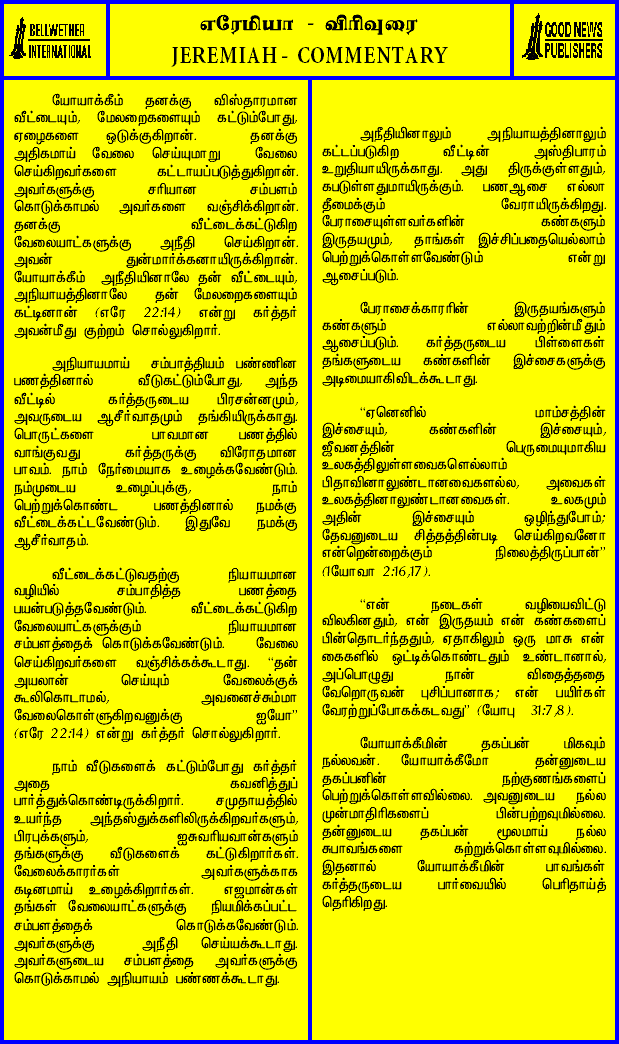 BELLWETHER
INTERNATIONAL
எரேமியா - விரிவுரை
JEREMIAH - COMMENTARY
GOOD NEWS
PUBLISHERS
யோயாக்கீம் தனக்கு விஸ்தாரமான
வீட்டையும், மேலறைகளையும் கட்டும்போது,
ஏழைகளை ஒடுக்குகிறான். தனக்கு
அதிகமாய் வேலை செய்யுமாறு வேலை
செய்கிறவர்களை கட்டாயப்படுத்துகிறான்.
அவர்களுக்கு சரியான சம்பளம்
கொடுக்காமல் அவர்களை வஞ்சிக்கிறான்.
தனக்கு வீட்டைக்கட்டுகிற
வேலையாட்களுக்கு அநீதி செய்கிறான்.
அவன் துன்மார்க்கனாயிருக்கிறான்.
யோயாக்கீம் அநீதியினாலே தன் வீட்டையும்,
அநியாயத்தினாலே தன் மேலறைகளையும்
கட்டினான் (எரே 22:14) என்று கர்த்தர்
அவன்மீது குற்றம் சொல்லுகிறார்.
அநியாயமாய் சம்பாத்தியம் பண்ணின
பணத்தினால் வீடுகட்டும்போது, அந்த
வீட்டில் கர்த்தருடைய பிரசன்னமும்,
அவருடைய ஆசீர்வாதமும் தங்கியிருக்காது.
பொருட்களை பாவமான பணத்தில்
வாங்குவது கர்த்தருக்கு விரோதமான
பாவம். நாம் நேர்மையாக உழைக்கவேண்டும்.
நம்முடைய உழைப்புக்கு, நாம்
பெற்றுக்கொண்ட பணத்தினால் நமக்கு
வீட்டைக்கட்டவேண்டும். இதுவே நமக்கு
ஆசீர்வாதம்.
வீட்டைக்கட்டுவதற்கு நியாயமான
வழியில் சம்பாதித்த பணத்தை
பயன்படுத்தவேண்டும். வீட்டைக்கட்டுகிற
வேலையாட்களுக்கும் நியாயமான
சம்பளத்தைக் கொடுக்கவேண்டும். வேலை
செய்கிறவர்களை வஞ்சிக்கக்கூடாது. "தன்
அயலான் செய்யும் வேலைக்குக்
கூலிகொடாமல், அவனைச்சும்மா
வேலைகொள்ளுகிறவனுக்கு ஐயோ"
(எரே 22:14) என்று கர்த்தர் சொல்லுகிறார்.
நாம் வீடுகளைக் கட்டும்போது கர்த்தர்
அதை கவனித்துப்
பார்த்துக்கொண்டிருக்கிறார். சமுதாயத்தில்
உயர்ந்த அந்தஸ்துக்களிலிருக்கிறவர்களும்,
பிரபுக்களும், ஐசுவரியவான்களும்
தங்களுக்கு வீடுகளைக் கட்டுகிறார்கள்.
வேலைக்காரர்கள் அவர்களுக்காக
கடினமாய் உழைக்கிறார்கள். எஜமான்கள்
தங்கள் வேலையாட்களுக்கு நியமிக்கப்பட்ட
சம்பளத்தைக் கொடுக்கவேண்டும்.
அவர்களுக்கு அநீதி செய்யக்கூடாது.
அவர்களுடைய சம்பளத்தை அவர்களுக்கு
கொடுக்காமல் அநியாயம் பண்ணக்கூடாது.
அநீதியினாலும் அநியாயத்தினாலும்
கட்டப்படுகிற வீட்டின் அஸ்திபாரம்
உறுதியாயிருக்காது. அது திருக்குள்ளதும்,
கபடுள்ளதுமாயிருக்கும். பணஆசை எல்லா
தீமைக்கும் வேராயிருக்கிறது.
பேராசையுள்ளவர்களின் கண்களும்
இருதயமும், தாங்கள் இச்சிப்பதையெல்லாம்
பெற்றுக்கொள்ளவேண்டும் என்று
ஆசைப்படும்.
பேராசைக்காரரின் இருதயங்களும்
கண்களும் எல்லாவற்றின்மீதும்
ஆசைப்படும். கர்த்தருடைய பிள்ளைகள்
தங்களுடைய கண்களின் இச்சைகளுக்கு
அடிமையாகிவிடக்கூடாது.
"ஏனெனில் மாம்சத்தின்
இச்சையும், கண்களின் இச்சையும்,
ஜீவனத்தின் பெருமையுமாகிய
உலகத்திலுள்ளவைகளெல்லாம்
பிதாவினாலுண்டானவைகளல்ல, அவைகள்
உலகத்தினாலுண்டானவைகள். உலகமும்
அதின் இச்சையும் ஒழிந்துபோம்;
தேவனுடைய சித்தத்தின்படி செய்கிறவனோ
என்றென்றைக்கும் நிலைத்திருப்பான்"
(1யோவா 2:16,17).
"என் நடைகள் வழியைவிட்டு
விலகினதும், என் இருதயம் என் கண்களைப்
பின்தொடர்ந்ததும், ஏதாகிலும் ஒரு மாசு என்
கைகளில் ஒட்டிக்கொண்டதும் உண்டானால்,
அப்பொழுது நான் விதைத்ததை
வேறொருவன் புசிப்பானாக; என் பயிர்கள்
வேரற்றுப்போகக்கடவது" (யோபு 31:7,8).
யோயாக்கீமின் தகப்பன் மிகவும்
நல்லவன். யோயாக்கீமோ தன்னுடைய
தகப்பனின் நற்குணங்களைப்
பெற்றுக்கொள்ளவில்லை. அவனுடைய நல்ல
முன்மாதிரிகளைப் பின்பற்றவுமில்லை.
தன்னுடைய தகப்பன் மூலமாய் நல்ல
சுபாவங்களை கற்றுக்கொள்ளவுமில்லை.
இதனால் யோயாக்கீமின் பாவங்கள்
கர்த்தருடைய பார்வையில் பெரிதாய்த்
தெரிகிறது.